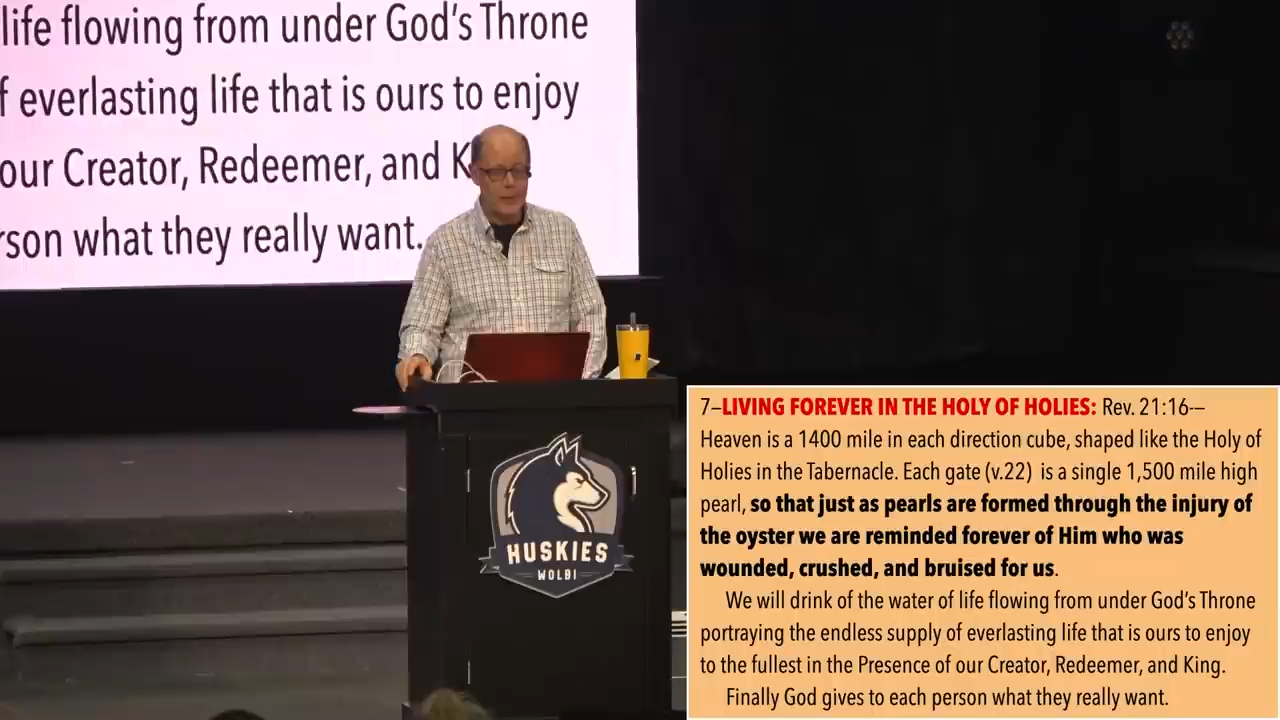 life flowing from under God's Throne
f everlasting life that is ours to enjoy
our Creator, Redeemer, and K
rson what they really want.
HUSKIES
WOLBI
7–LIVING FOREVER IN THE HOLY OF HOLIES: Rev. 21:16-–
Heaven is a 1400 mile in each direction cube, shaped like the Holy of
Holies in the Tabernacle. Each gate (v.22) is a single 1,500 mile high
pearl, so that just as pearls are formed through the injury of
the oyster we are reminded forever of Him who was
wounded, crushed, and bruised for us.
We will drink of the water of life flowing from under God's Throne
portraying the endless supply of everlasting life that is ours to enjoy
to the fullest in the Presence of our Creator, Redeemer, and King.
Finally God gives to each person what they really want.